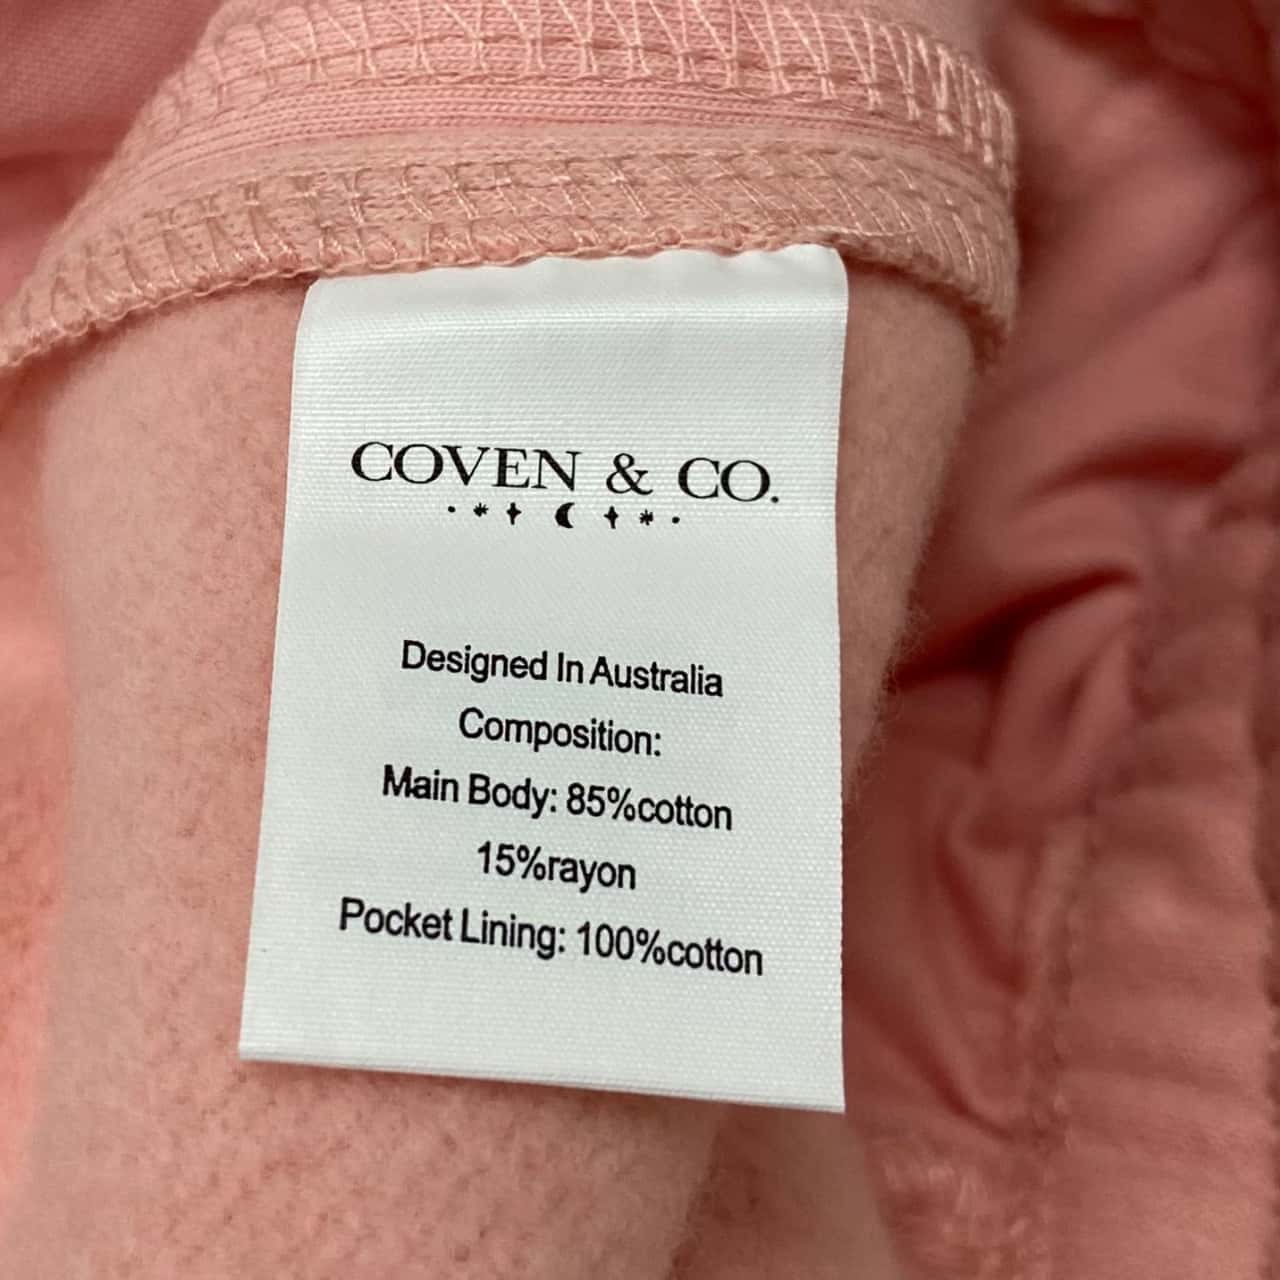 COVEN & CO.
Designed In Australia
Composition:
Main Body: 85%cotton
15%rayon
Pocket Lining: 100%cotton